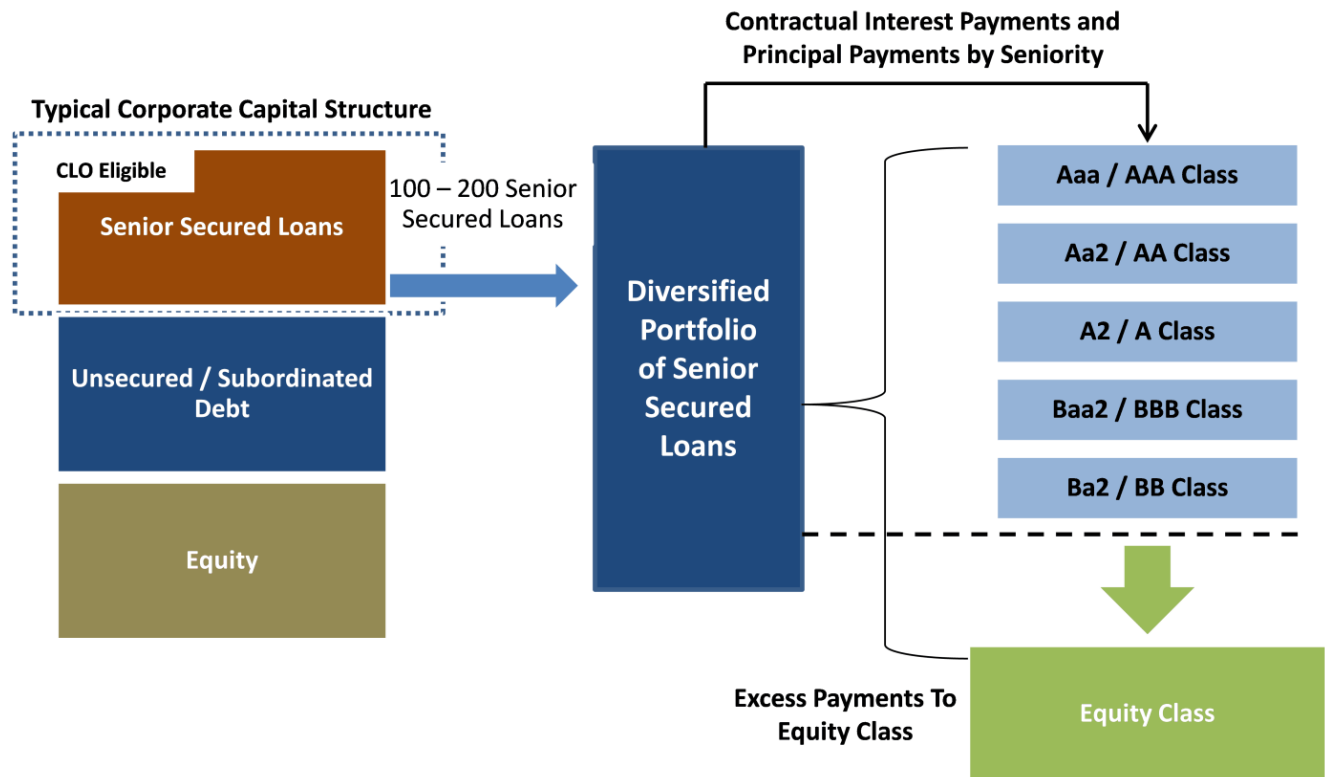 Contractual Interest Payments and
Principal Payments by Seniority
Typical Corporate Capital Structure
CLO Eligible
Senior Secured Loans
100 – 200 Senior
Secured Loans
Unsecured / Subordinated
Debt
Equity
Diversified
Portfolio
of Senior
Secured
Loans
Aaa / AAA Class
Aa2 / AA Class
A2 / A Class
Baa2 / BBB Class
Ba2 / BB Class
Excess Payments To
Equity Class
Equity Class